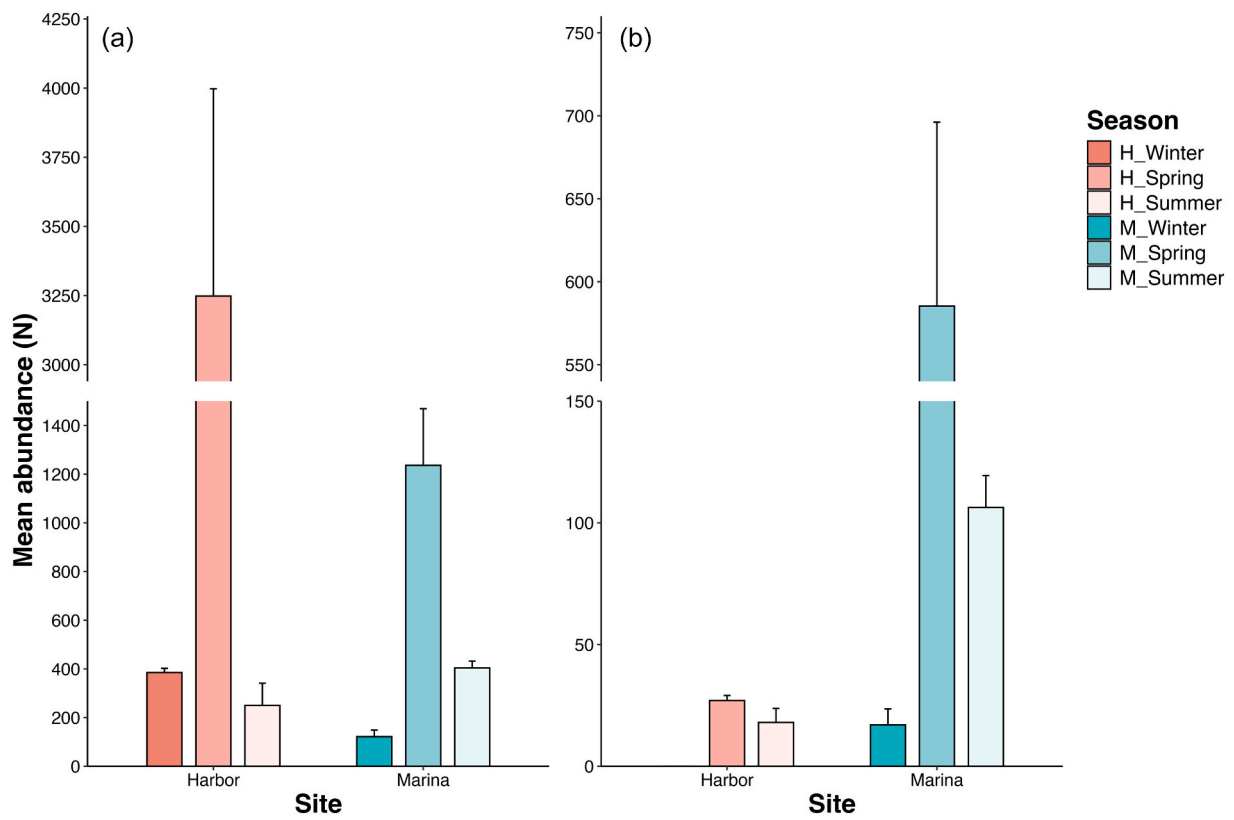 (a)
Mean abundance (N)
4250
4000
3750
3500
3250
3000
1400
1200
1000
800
600
400
200
0
Harbor
Marina
Site
(b)
750
700
650
600
550
150
100
50
0
Harbor
Marina
Site
Season
H_Winter
H_Spring
H_Summer
M_Winter
M_Spring
M_Summer